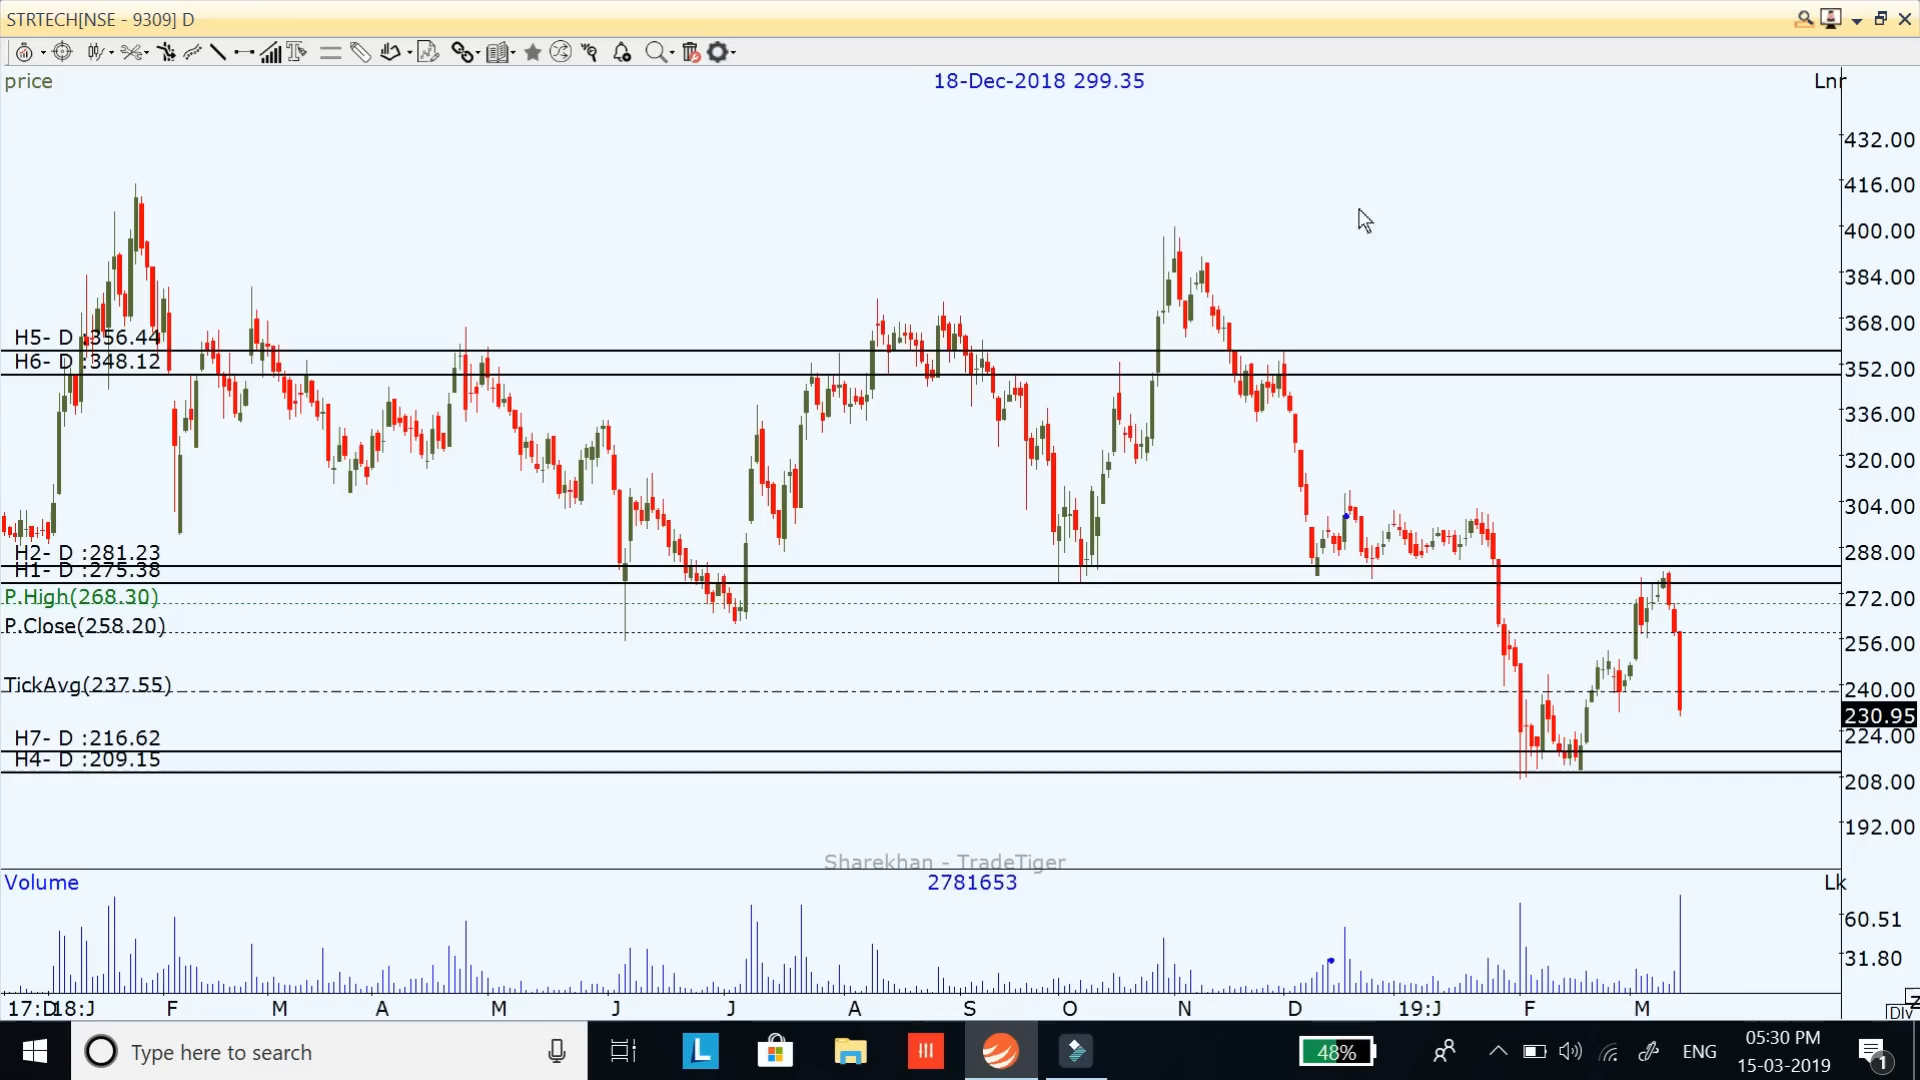 STRTECH[NSE - 9309] D
price
18-Dec-2018 299.35
Lnr
432.00
416.00
400.00
384.00
368.00
352.00
336.00
320.00
304.00
288.00
272.00
256.00
240.00
230.95
224.00
208.00
192.00
H5- D :356.44
H6- D :348.12
H2- D :281.23
H1- D :275.38
P.High(268.30)
P.Close(258.20)
TickAvg(237.55)
H7- D :216.62
H4- D :209.15
Sharekhan - TradeTiger
Volume
2781653
Lk
60.51
31.80
17:D 18:J F M A M J J A S O N D 19:J F M
Div
Type here to search
L
48%
ENG
05:30 PM
15-03-2019
1